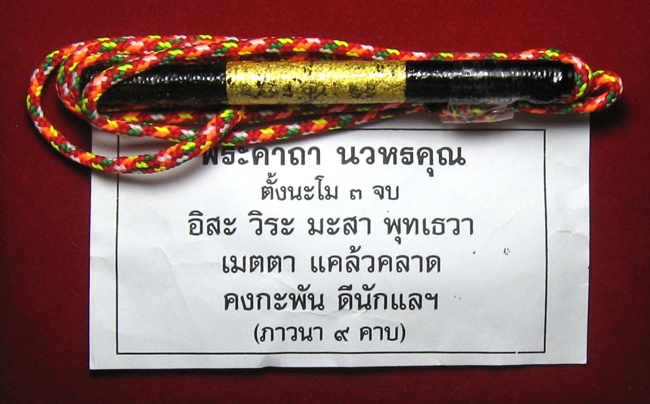 พระคาถา นวหรคุณ
ตั้งนะโม ๓ จบ
อิสะ วิระ มะสา พุทเธวา
เมตตา แคล้วคลาด
คงกะพัน ดีนักแลฯ
(ภาวนา ๙ คาบ)